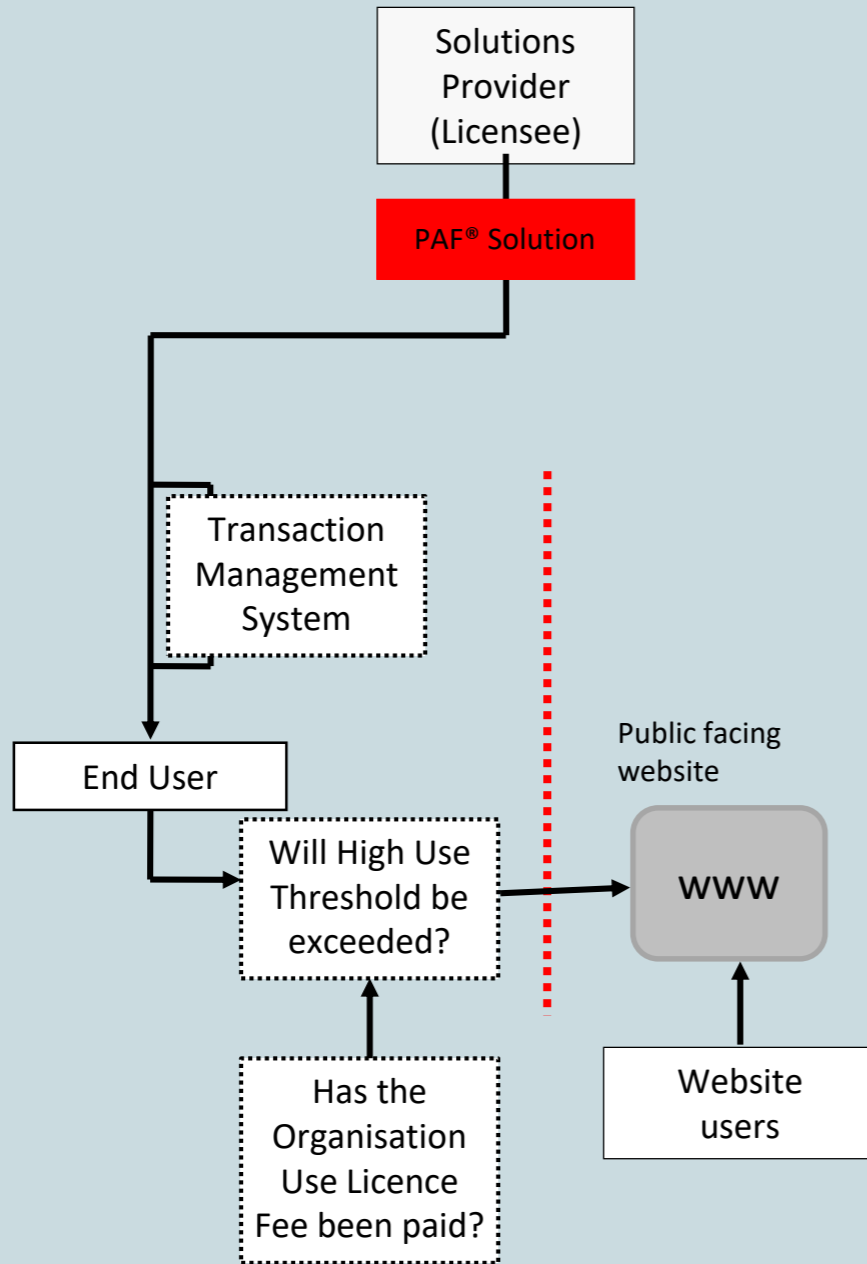 Solutions
Provider
(Licensee)
PAF® Solution
Transaction
Management
System
End User
Public facing
website
Will High Use
Threshold be
exceeded?
www
Has the
Organisation
Use Licence
Fee been paid?
Website
users